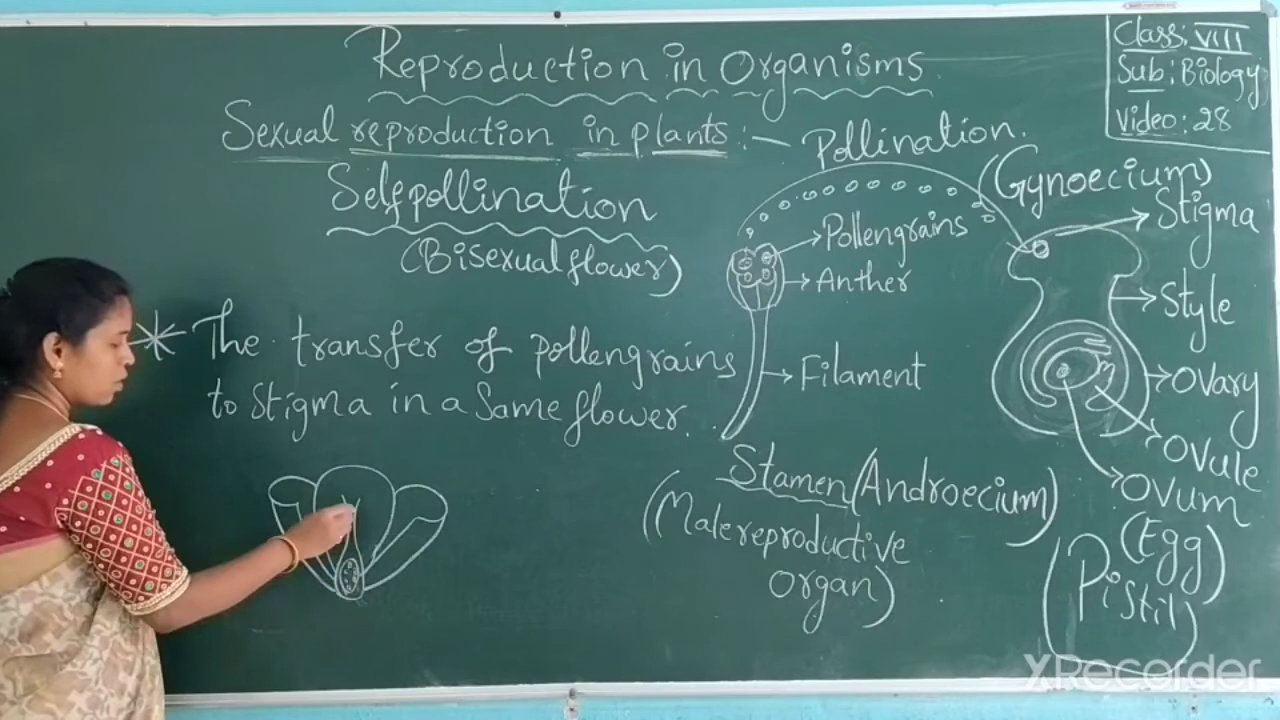 Reproduction in Organisms
Class: VIII
Sub: Biology
Video: 28
Sexual reproduction in plants:- Pollination.
Self pollination
(Bisexual flower)
* The transfer of pollengrains
to Stigma in a Same flower.
Pollengrains
Anther
Filament
Stamen (Androecium)
(Male reproductive
organ)
(Gynoecium)
Stigma
Style
Ovary
Ovule
Ovum
(Egg)
(Pistil)
XRecorder